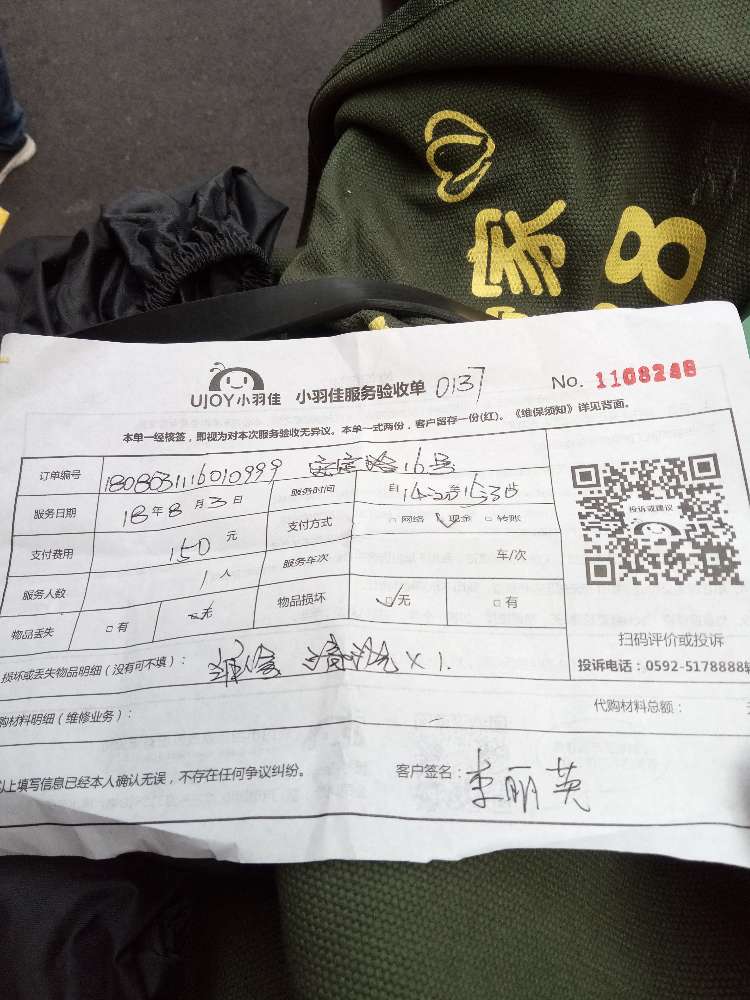 家
8
UJOY小羽佳 小羽佳服务验收单 0137 No. 1108248
本单一经核签，即视为对本次服务验收无异议。本单一式两份，客户留存一份(红)。《维保须知》详见背面。
订单编号 16号
服务日期 18年8月3日 服务时间 自 至
支付费用 150元 支付方式 □网络 现金 □转账
服务人数 1人 服务车次 车/次
物品丢失 □有 无 物品损坏 □无 □有
投诉或建议
扫码评价或投诉
投诉电话：0592-5178888
损坏或丢失物品明细（没有可不填）： 清洗×1.
购材料明细（维修业务）： 代购材料总额：
以上填写信息已经本人确认无误，不存在任何争议纠纷。 客户签名：李丽英